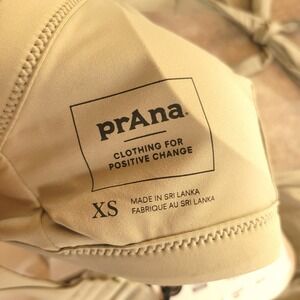 prAna
CLOTHING FOR
POSITIVE CHANGE
XS
MADE IN SRI LANKA
FABRIQUE AU SRI LANKA